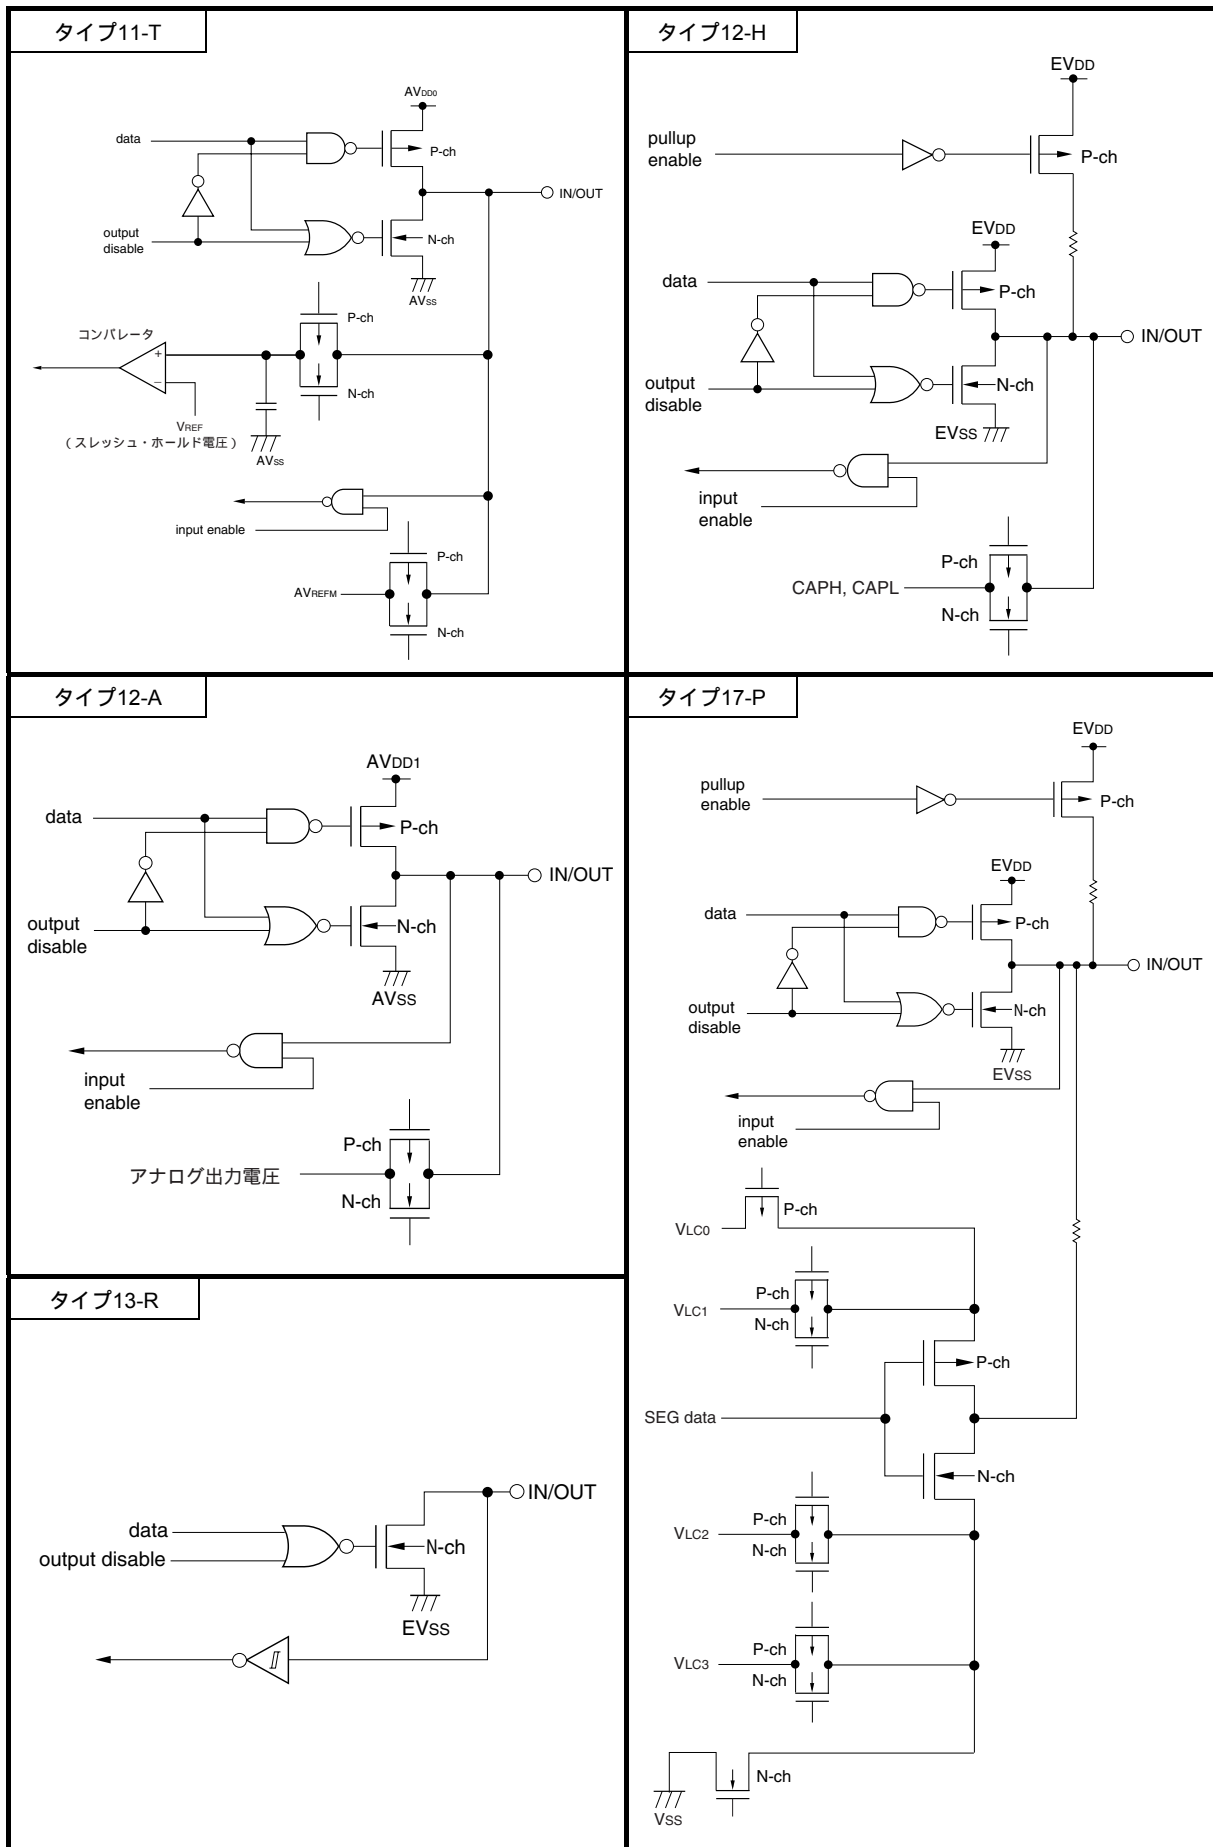 タイプ11-T
AVDD0
data
P-ch
IN/OUT
output
disable
N-ch
AVSS
P-ch
コンパレータ
+
−
N-ch
VREF
（スレッシュ・ホールド電圧）
AVSS
input enable
P-ch
AVREFM
N-ch
タイプ12-H
EVDD
pullup
enable
P-ch
EVDD
data
P-ch
IN/OUT
output
disable
N-ch
EVSS
input
enable
P-ch
CAPH, CAPL
N-ch
タイプ12-A
AVDD1
data
P-ch
IN/OUT
output
disable
N-ch
AVSS
input
enable
P-ch
アナログ出力電圧
N-ch
タイプ13-R
IN/OUT
data
output disable
N-ch
EVSS
タイプ17-P
EVDD
pullup
enable
P-ch
EVDD
data
P-ch
IN/OUT
output
disable
N-ch
EVSS
input
enable
P-ch
VLC0
P-ch
VLC1
N-ch
P-ch
SEG data
N-ch
P-ch
VLC2
N-ch
P-ch
VLC3
N-ch
N-ch
VSS